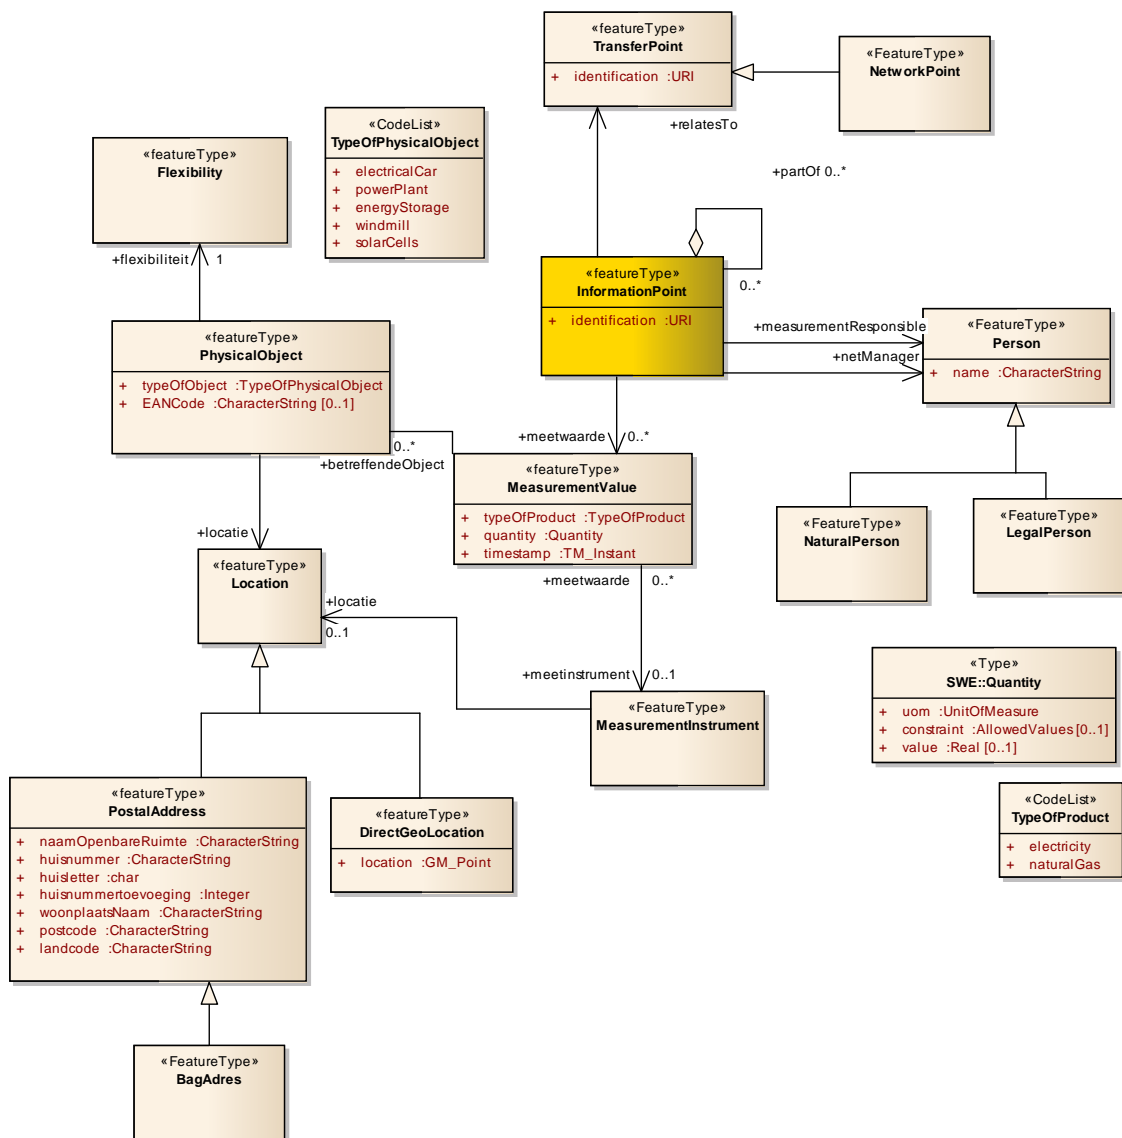 «featureType»
TransferPoint
+ identification :URI
«FeatureType»
NetworkPoint
+relatesTo
«CodeList»
TypeOfPhysicalObject
+ electricalCar
+ powerPlant
+ energyStorage
+ windmill
+ solarCells
«featureType»
Flexibility
+partOf 0..*
+flexibiliteit 1
«featureType»
InformationPoint
+ identification :URI
0..*
«featureType»
PhysicalObject
+ typeOfObject :TypeOfPhysicalObject
+ EANCode :CharacterString [0..1]
+measurementResponsible
+netManager
«FeatureType»
Person
+ name :CharacterString
0..*
+betreffendeObject
+meetwaarde 0..*
«featureType»
MeasurementValue
+ typeOfProduct :TypeOfProduct
+ quantity :Quantity
+ timestamp :TM_Instant
«FeatureType»
NaturalPerson
«FeatureType»
LegalPerson
+locatie
«featureType»
Location
+locatie
0..1
+meetwaarde 0..*
+meetinstrument 0..1
«FeatureType»
MeasurementInstrument
«Type»
SWE::Quantity
+ uom :UnitOfMeasure
+ constraint :AllowedValues [0..1]
+ value :Real [0..1]
«featureType»
PostalAddress
+ naamOpenbareRuimte :CharacterString
+ huisnummer :CharacterString
+ huisletter :char
+ huisnummertoevoeging :Integer
+ woonplaatsNaam :CharacterString
+ postcode :CharacterString
+ landcode :CharacterString
«featureType»
DirectGeoLocation
+ location :GM_Point
«CodeList»
TypeOfProduct
+ electricity
+ naturalGas
«FeatureType»
BagAdres